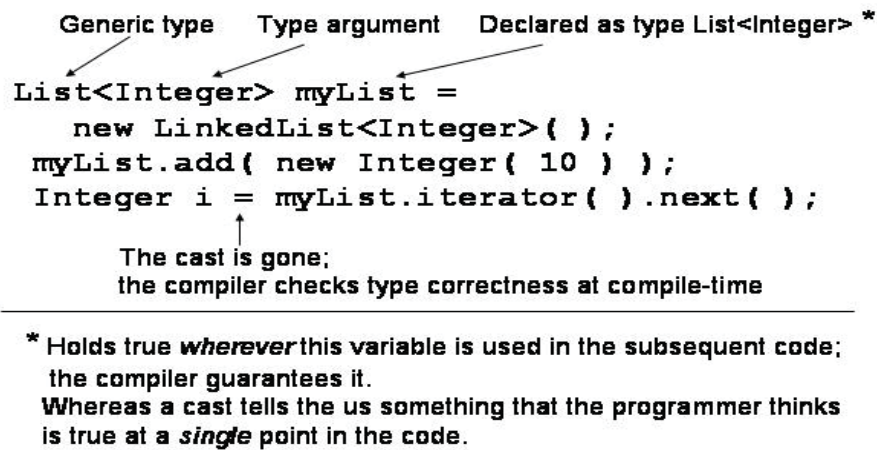 Generic type Type argument Declared as type List<Integer> *
List<Integer> myList =
new LinkedList<Integer>( );
myList.add( new Integer( 10 ) );
Integer i = myList.iterator( ).next( );
The cast is gone;
the compiler checks type correctness at compile-time
* Holds true wherever this variable is used in the subsequent code;
the compiler guarantees it.
Whereas a cast tells the us something that the programmer thinks
is true at a single point in the code.